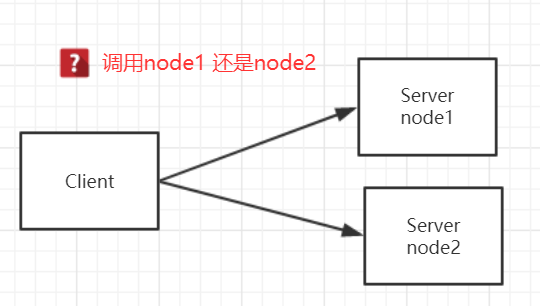 ?
调用node1 还是node2
Server
node1
Client
Server
node2